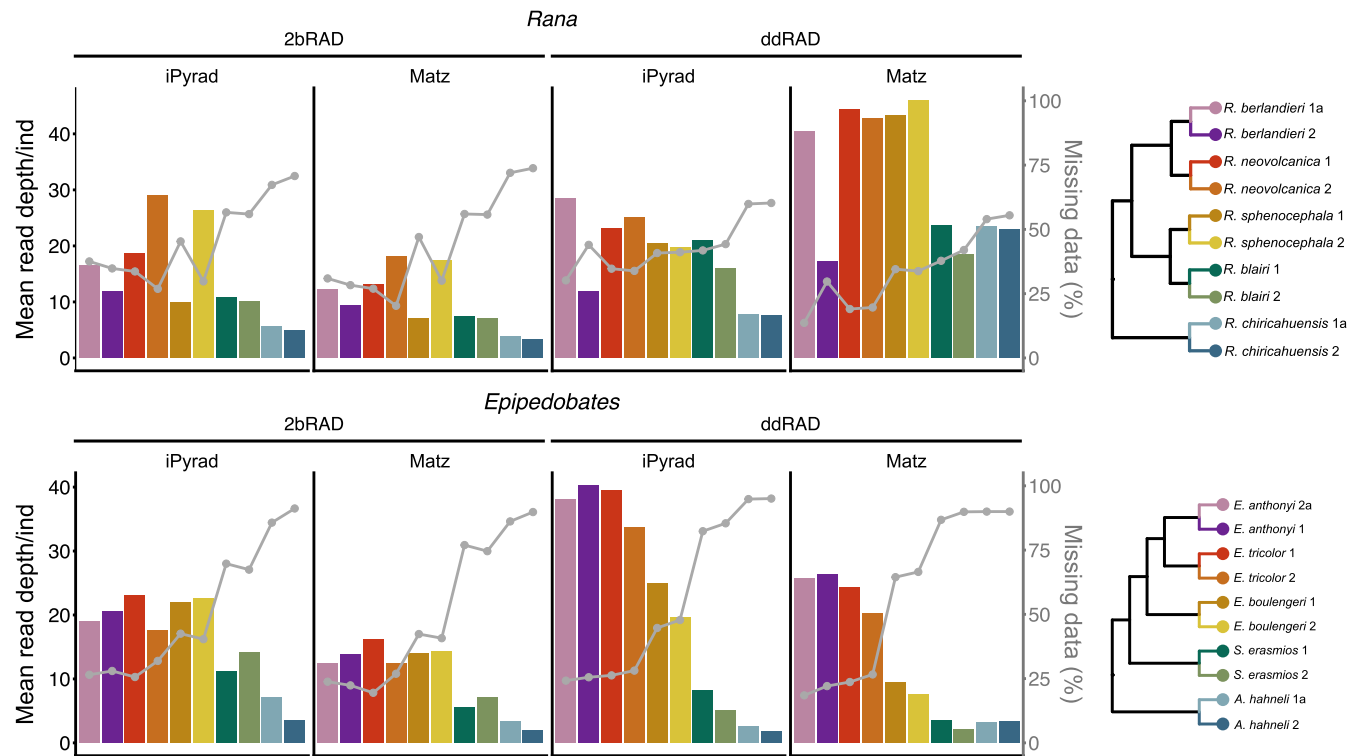 Rana
2bRAD ddRAD
iPyrad Matz iPyrad Matz
Mean read depth/ind
40
30
20
10
0
100
75
50
25
0
Missing data (%)
R. berlandieri 1a
R. berlandieri 2
R. neovolcanica 1
R. neovolcanica 2
R. sphenocephala 1
R. sphenocephala 2
R. blairi 1
R. blairi 2
R. chiricahuensis 1a
R. chiricahuensis 2
Epipedobates
2bRAD ddRAD
iPyrad Matz iPyrad Matz
Mean read depth/ind
40
30
20
10
0
100
75
50
25
0
Missing data (%)
E. anthonyi 2a
E. anthonyi 1
E. tricolor 1
E. tricolor 2
E. boulengeri 1
E. boulengeri 2
S. erasmios 1
S. erasmios 2
A. hahneli 1a
A. hahneli 2